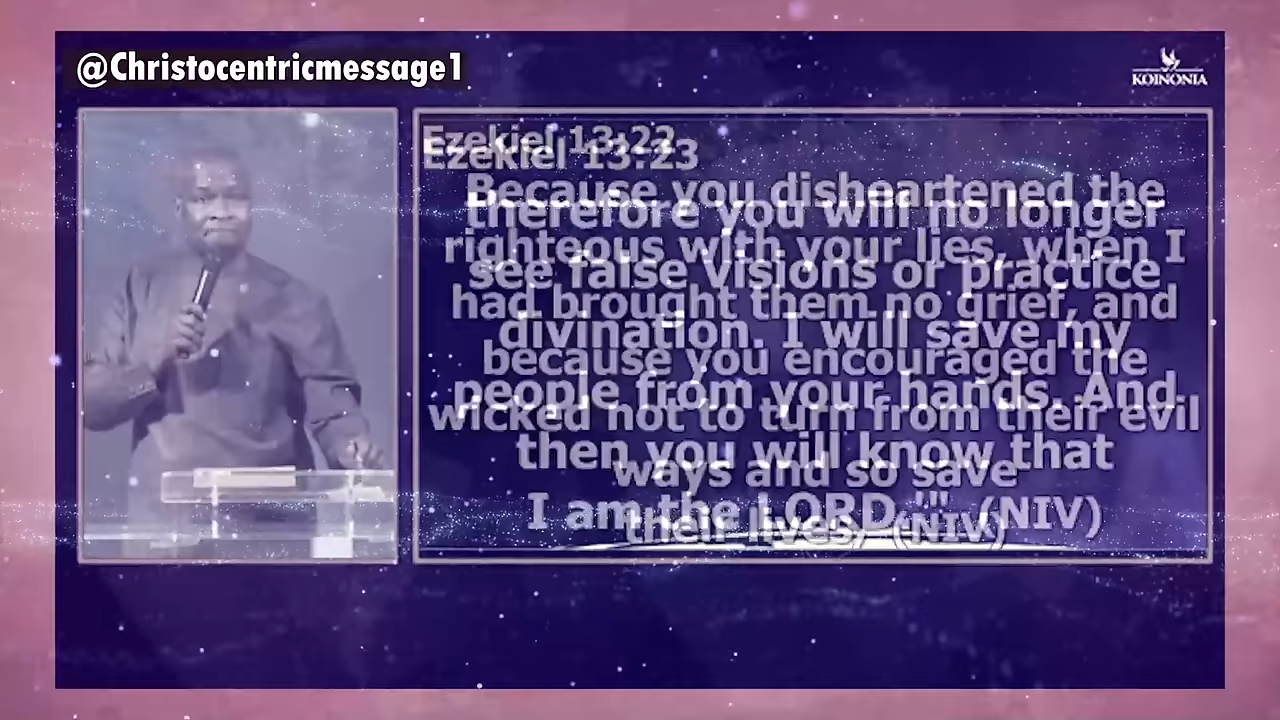 @Christocentricmessage1
KOINONIA
Ezekiel 13:22
Because you disheartened the
righteous with your lies, when I
had brought them no grief, and
because you encouraged the
wicked not to turn from their evil
ways and so save
their lives, (NIV)
Ezekiel 13:23
therefore you will no longer
see false visions or practice
divination. I will save my
people from your hands. And
then you will know that
I am the LORD.'" (NIV)